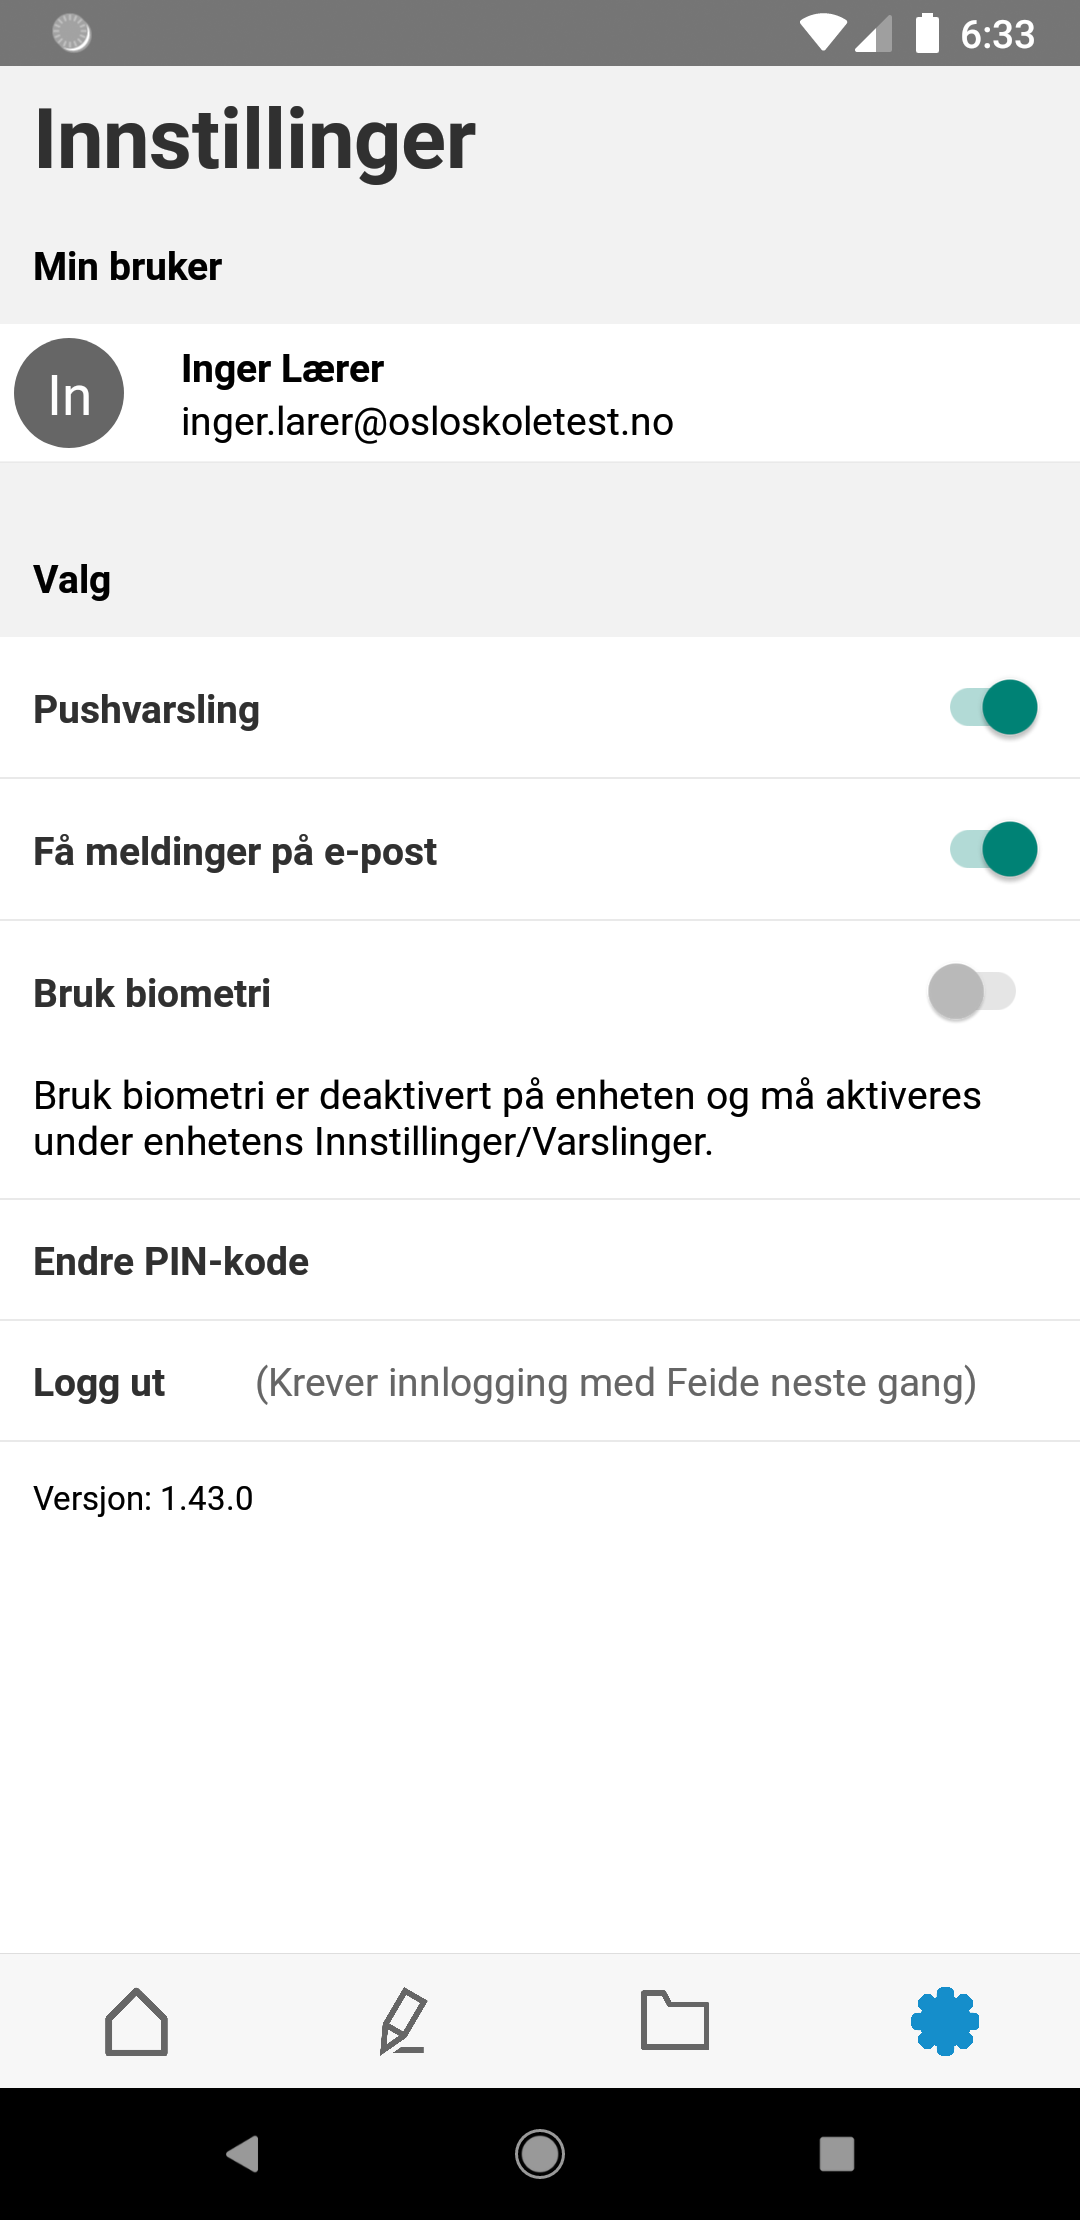 6:33
Innstillinger
Min bruker
In
Inger Lærer
inger.larer@osloskoletest.no
Valg
Pushvarsling
Få meldinger på e-post
Bruk biometri
Bruk biometri er deaktivert på enheten og må aktiveres
under enhetens Innstillinger/Varslinger.
Endre PIN-kode
Logg ut (Krever innlogging med Feide neste gang)
Versjon: 1.43.0